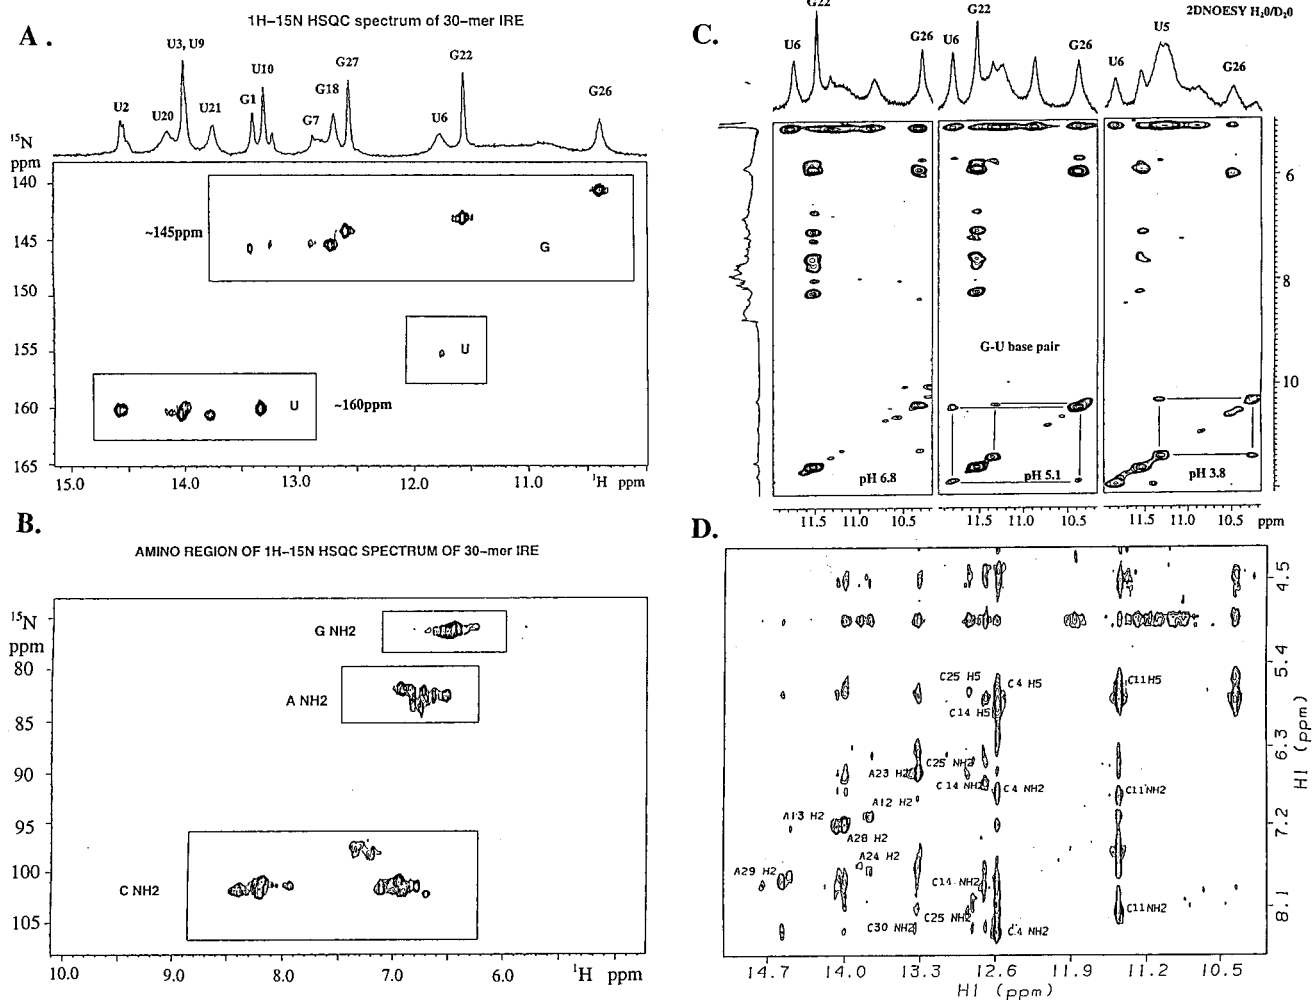 A .
1H-15N HSQC spectrum of 30-mer IRE
U2
U20
U3, U9
U21
G1
U10
G7
G18
G27
U6
G22
G26
15N
ppm
140
145
150
155
160
165
~145ppm
G
U
U
~160ppm
15.0 14.0 13.0 12.0 11.0 1H ppm
B.
AMINO REGION OF 1H-15N HSQC SPECTRUM OF 30-mer IRE
15N
ppm
80
85
90
95
100
105
G NH2
A NH2
C NH2
10.0 9.0 8.0 7.0 6.0 1H ppm
C.
2DNOESY H20/D20
U6 G22 G26
U6 G22 G26
U6 U5 G26
6
8
10
G-U base pair
pH 6.8
pH 5.1
pH 3.8
11.5 11.0 10.5
11.5 11.0 10.5
11.5 11.0 10.5 ppm
D.
C25 H5
C4 H5
C11H5
C14 H5
A23 H2
C25 NH2
C14 NH2
C4 NH2
C11NH2
A12 H2
A13 H2
A28 H2
A24 H2
A29 H2
C14 NH2
C11 NH2
C25 NH2
C30 NH2
C4 NH2
4.5
5.4
6.3
7.2
8.1
H1 (ppm)
14.7 14.0 13.3 12.6 11.9 11.2 10.5
H1 (ppm)